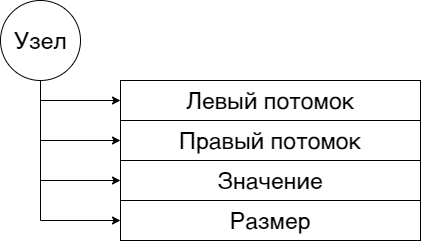 Узел
Левый потомок
Правый потомок
Значение
Размер